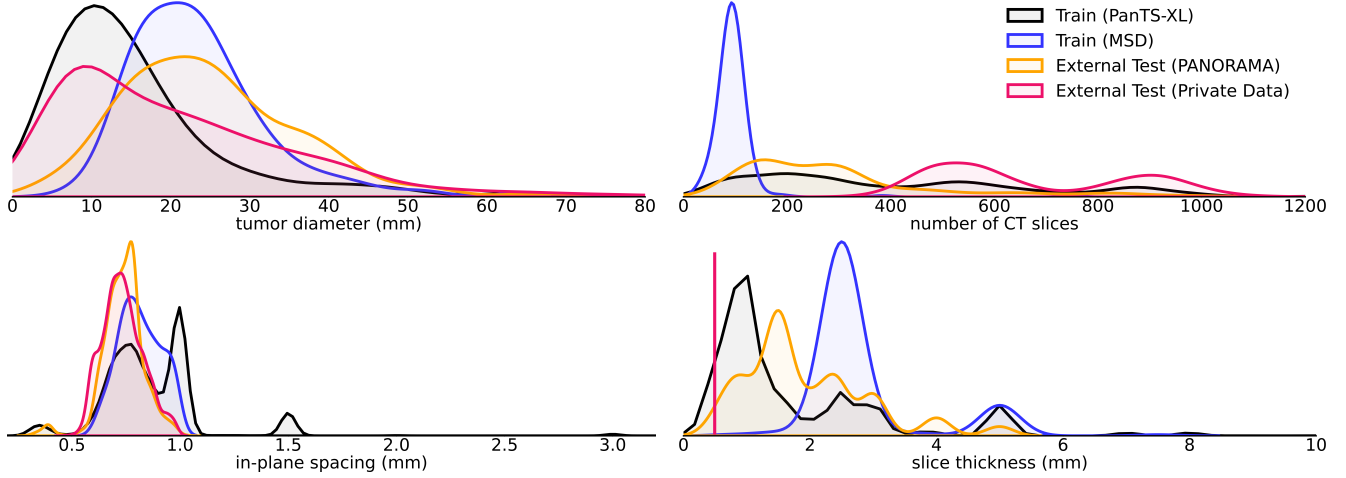 Train (PanTS-XL)
Train (MSD)
External Test (PANORAMA)
External Test (Private Data)
0 10 20 30 40 50 60 70 80
tumor diameter (mm)
0 200 400 600 800 1000 1200
number of CT slices
0.5 1.0 1.5 2.0 2.5 3.0
in-plane spacing (mm)
0 2 4 6 8 10
slice thickness (mm)